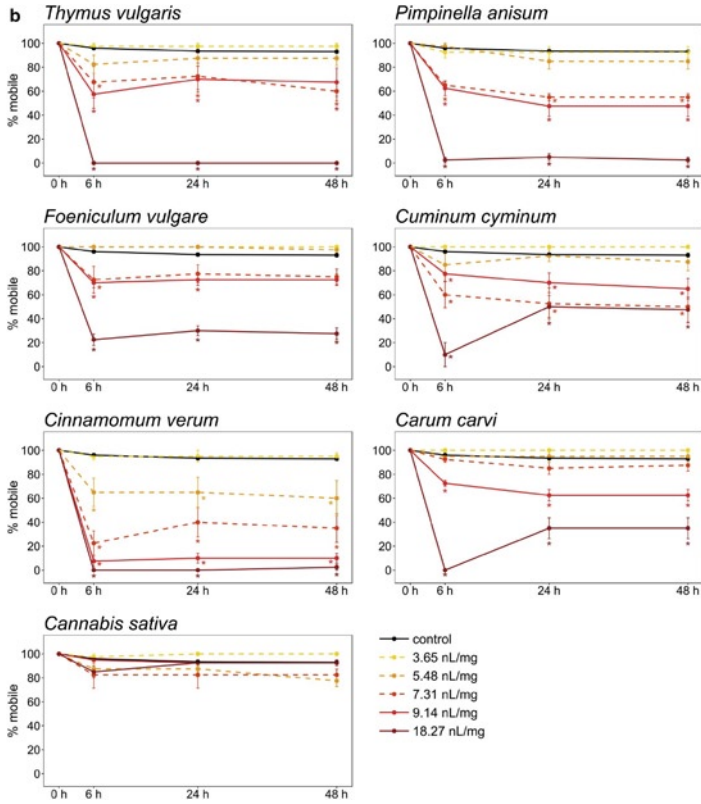 b
Thymus vulgaris
Pimpinella anisum
% mobile
100
80
60
40
20
0
0 h
6 h
24 h
48 h
100
80
60
40
20
0
0 h
6 h
24 h
48 h
Foeniculum vulgare
Cuminum cyminum
% mobile
100
80
60
40
20
0
0 h
6 h
24 h
48 h
100
80
60
40
20
0
0 h
6 h
24 h
48 h
Cinnamomum verum
Carum carvi
% mobile
100
80
60
40
20
0
0 h
6 h
24 h
48 h
100
80
60
40
20
0
0 h
6 h
24 h
48 h
Cannabis sativa
% mobile
100
80
60
40
20
0
0 h
6 h
24 h
48 h
control
3.65 nL/mg
5.48 nL/mg
7.31 nL/mg
9.14 nL/mg
18.27 nL/mg